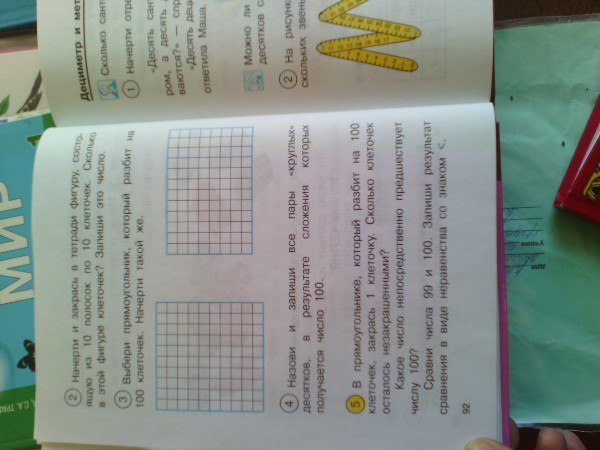 ② Начерти и закрась в тетради фигуру, состо-
ящую из 10 полосок по 10 клеточек. Сколько
в этой фигуре клеточек? Запиши это число.
③ Выбери прямоугольник, который разбит на
100 клеточек. Начерти такой же.
④ Назови и запиши все пары «круглых»
десятков, в результате сложения которых
получается число 100.
⑤ В прямоугольнике, который разбит на 100
клеточек, закрась 1 клеточку. Сколько клеточек
осталось незакрашенными?
Какое число непосредственно предшествует
числу 100?
Сравни числа 99 и 100. Запиши результат
сравнения в виде неравенства со знаком <.
92
Дециметр и мет
Сколько сант
① Начерти отре
«Десять сант
ром, а десять
ваются?» — спр
«Десять деци
ответила Маша.
Можно ли
десятков с
② На рисунк
скольких звень
МИР
для
учени